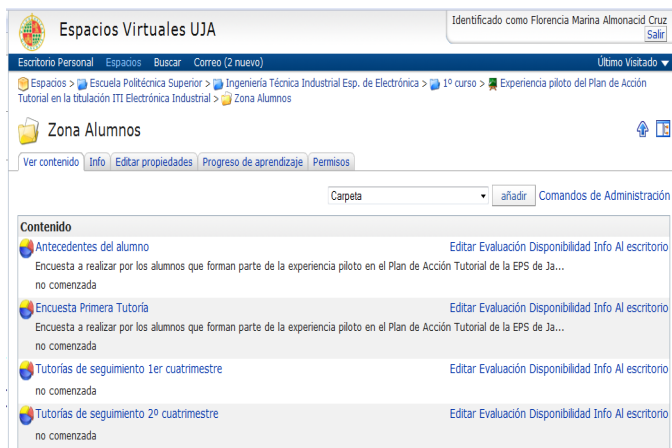 Espacios Virtuales UJA
Identificado como Florencia Marina Almonacid Cruz
Salir
Escritorio Personal Espacios Buscar Correo (2 nuevo) Último Visitado
Espacios > Escuela Politécnica Superior > Ingeniería Técnica Industrial Esp. de Electrónica > 1º curso > Experiencia piloto del Plan de Acción
Tutorial en la titulación ITI Electrónica Industrial > Zona Alumnos
Zona Alumnos
Ver contenido Info Editar propiedades Progreso de aprendizaje Permisos
Carpeta añadir Comandos de Administración
Contenido
Antecedentes del alumno Editar Evaluación Disponibilidad Info Al escritorio
Encuesta a realizar por los alumnos que forman parte de la experiencia piloto en el Plan de Acción Tutorial de la EPS de Ja...
no comenzada
Encuesta Primera Tutoría Editar Evaluación Disponibilidad Info Al escritorio
Encuesta a realizar por los alumnos que forman parte de la experiencia piloto en el Plan de Acción Tutorial de la EPS de Ja...
no comenzada
Tutorías de seguimiento 1er cuatrimestre Editar Evaluación Disponibilidad Info Al escritorio
no comenzada
Tutorías de seguimiento 2º cuatrimestre Editar Evaluación Disponibilidad Info Al escritorio
no comenzada